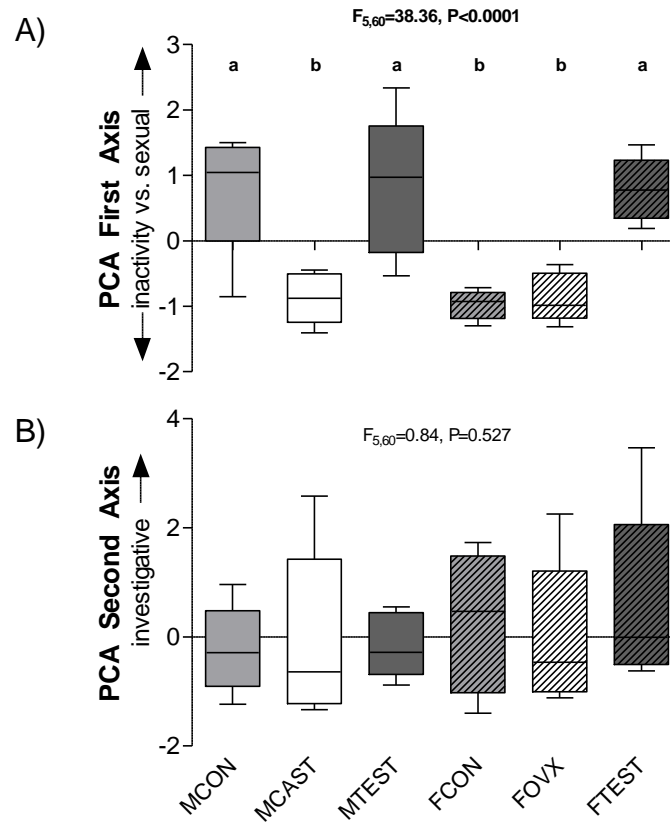 A)
F5,60=38.36, P<0.0001
a b a b b a
PCA First Axis
inactivity vs. sexual
3
2
1
0
-1
-2
B)
F5,60=0.84, P=0.527
PCA Second Axis
investigative
4
2
0
-2
MCON MCAST MTEST FCON FOVX FTEST